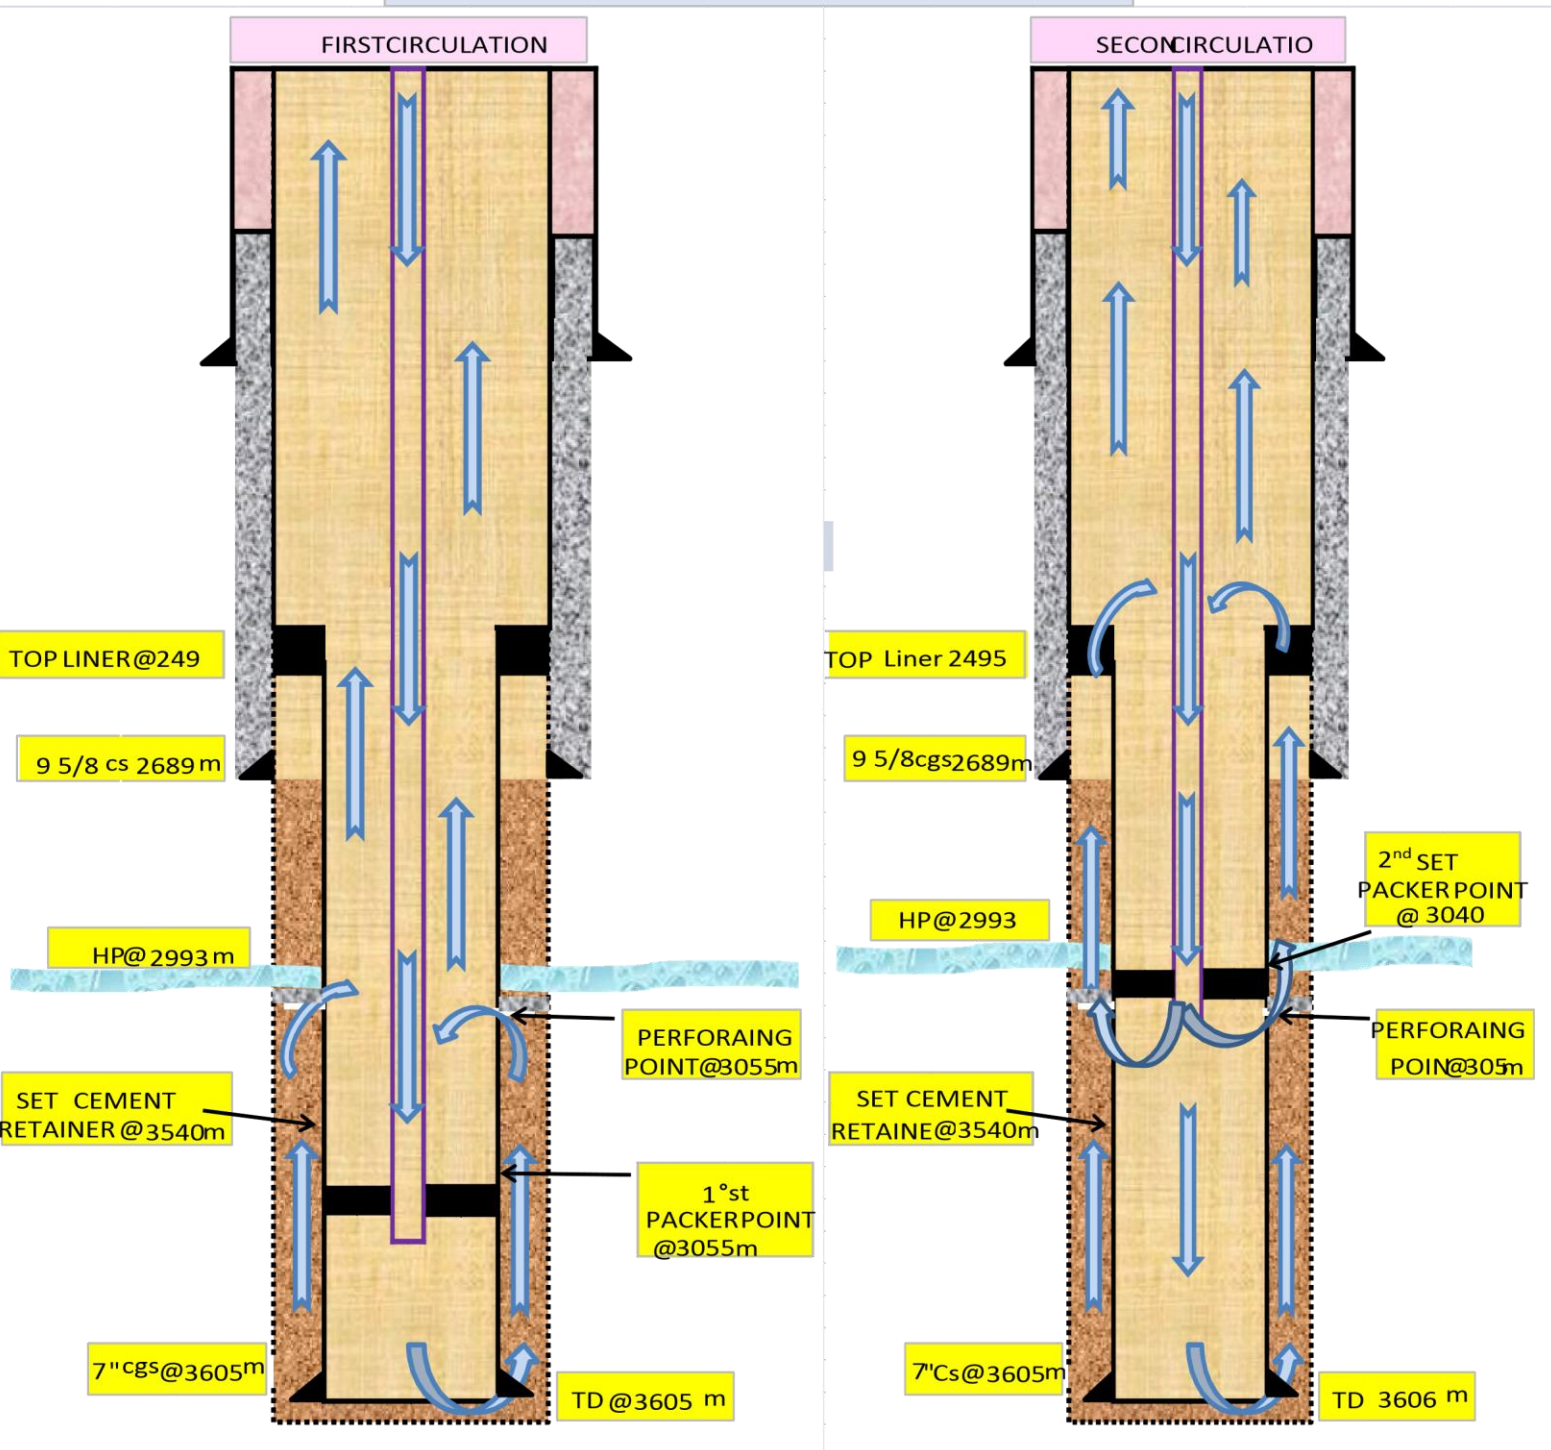 FIRSTCIRCULATION
TOP LINER @249
9 5/8 cs 2689 m
HP@ 2993 m
PERFORAING
POINT@3055m
SET CEMENT
RETAINER @3540m
1°st
PACKERPOINT
@3055m
7"cgs@3605m
TD @3605 m
SECONCIRCULATIO
TOP Liner 2495
9 5/8cgs2689m
2nd SET
PACKER POINT
@ 3040
HP@2993
PERFORAING
POIN@305m
SET CEMENT
RETAINE@3540m
7"Cs@3605m
TD 3606 m